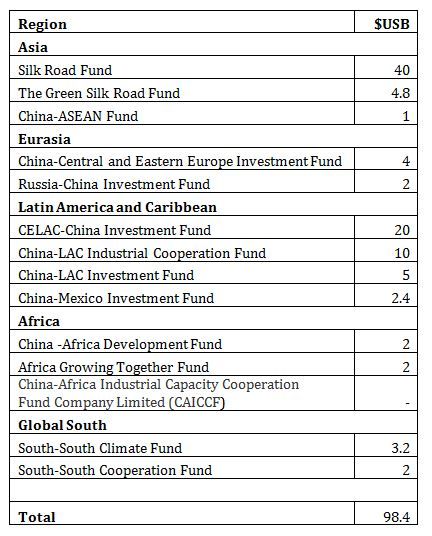 Region $USB
Asia
Silk Road Fund 40
The Green Silk Road Fund 4.8
China-ASEAN Fund 1
Eurasia
China-Central and Eastern Europe Investment Fund 4
Russia-China Investment Fund 2
Latin America and Caribbean
CELAC-China Investment Fund 20
China-LAC Industrial Cooperation Fund 10
China-LAC Investment Fund 5
China-Mexico Investment Fund 2.4
Africa
China -Africa Development Fund 2
Africa Growing Together Fund 2
China-Africa Industrial Capacity Cooperation
Fund Company Limited (CAICCF) -
Global South
South-South Climate Fund 3.2
South-South Cooperation Fund 2
Total 98.4